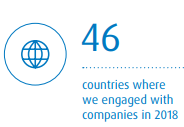 46
countries where
we engaged with
companies in 2018